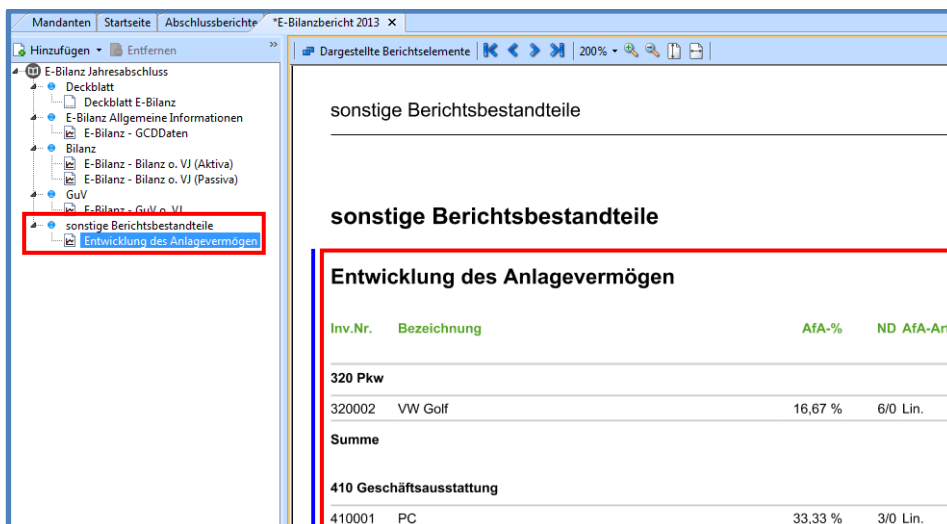 Mandanten Startseite Abschlussberichte *E-Bilanzbericht 2013
Hinzufügen Entfernen
E-Bilanz Jahresabschluss
Deckblatt
Deckblatt E-Bilanz
E-Bilanz Allgemeine Informationen
E-Bilanz - GCDDaten
Bilanz
E-Bilanz - Bilanz o. VJ (Aktiva)
E-Bilanz - Bilanz o. VJ (Passiva)
GuV
E-Bilanz - GuV o. VJ
sonstige Berichtsbestandteile
Entwicklung des Anlagevermögen
Dargestellte Berichtselemente 200%
sonstige Berichtsbestandteile
sonstige Berichtsbestandteile
Entwicklung des Anlagevermögen
Inv.Nr. Bezeichnung AfA-% ND AfA-Art
320 Pkw
320002 VW Golf 16,67 % 6/0 Lin.
Summe
410 Geschäftsausstattung
410001 PC 33,33 % 3/0 Lin.